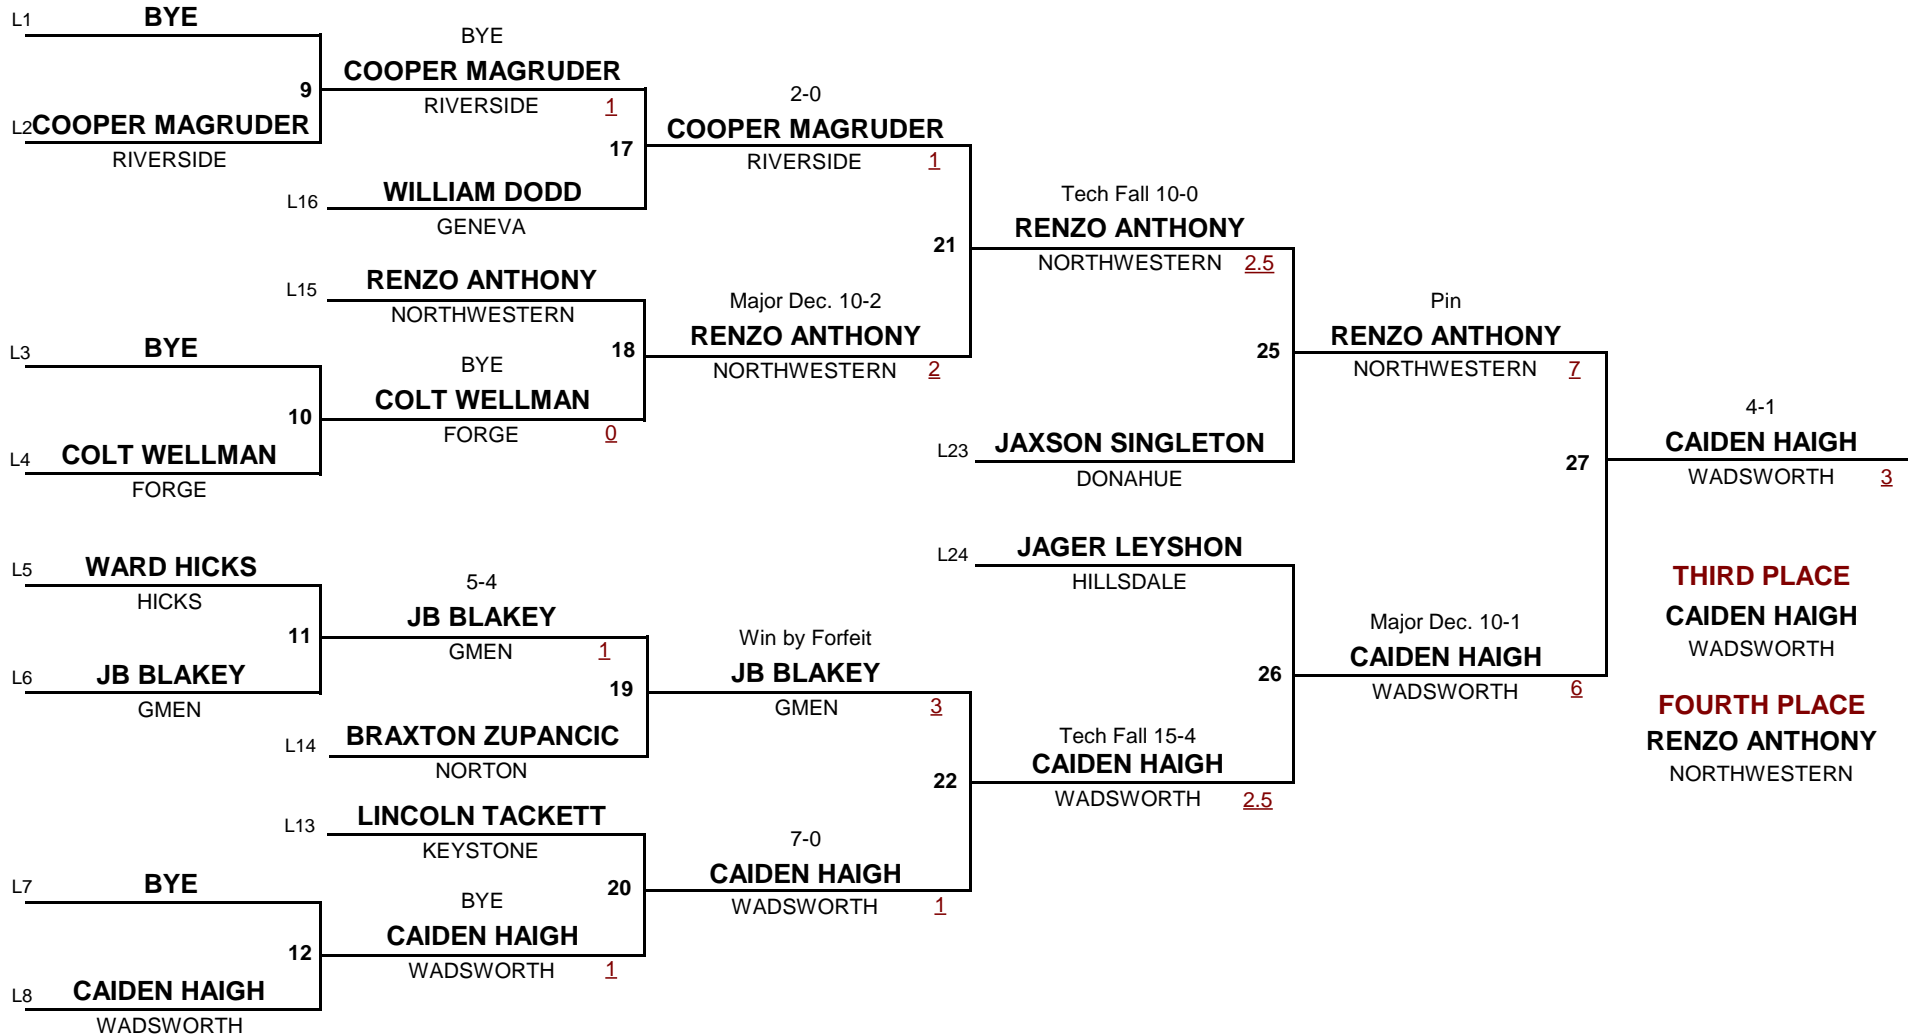 L1 BYE
BYE
COOPER MAGRUDER
9
RIVERSIDE 1
L2 COOPER MAGRUDER
RIVERSIDE
2-0
COOPER MAGRUDER
17
RIVERSIDE 1
L16 WILLIAM DODD
GENEVA
Tech Fall 10-0
RENZO ANTHONY
21
NORTHWESTERN 2.5
L15 RENZO ANTHONY
NORTHWESTERN
Major Dec. 10-2
RENZO ANTHONY
18
NORTHWESTERN 2
L3 BYE
BYE
COLT WELLMAN
10
FORGE 0
L4 COLT WELLMAN
FORGE
Pin
RENZO ANTHONY
25
NORTHWESTERN 7
L23 JAXSON SINGLETON
DONAHUE
4-1
CAIDEN HAIGH
27
WADSWORTH 3
L5 WARD HICKS
HICKS
5-4
JB BLAKEY
11
GMEN 1
L6 JB BLAKEY
GMEN
Win by Forfeit
JB BLAKEY
19
GMEN 3
L14 BRAXTON ZUPANCIC
NORTON
L24 JAGER LEYSHON
HILLSDALE
Major Dec. 10-1
CAIDEN HAIGH
26
WADSWORTH 6
Tech Fall 15-4
CAIDEN HAIGH
22
WADSWORTH 2.5
L13 LINCOLN TACKETT
KEYSTONE
7-0
CAIDEN HAIGH
20
WADSWORTH 1
L7 BYE
BYE
CAIDEN HAIGH
12
WADSWORTH 1
L8 CAIDEN HAIGH
WADSWORTH
THIRD PLACE
CAIDEN HAIGH
WADSWORTH
FOURTH PLACE
RENZO ANTHONY
NORTHWESTERN